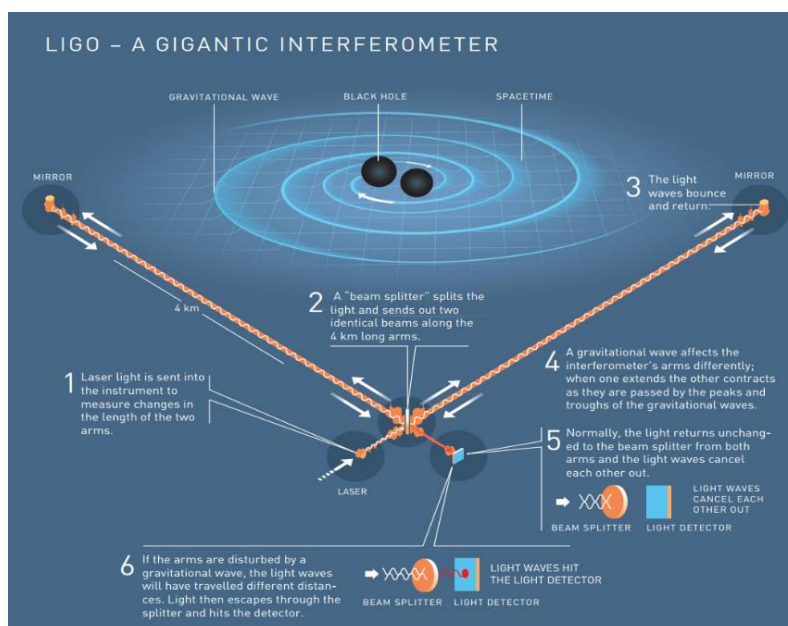 LIGO – A GIGANTIC INTERFEROMETER
GRAVITATIONAL WAVE
BLACK HOLE
SPACETIME
MIRROR
3 The light
waves bounce
and return.
MIRROR
4 km
2 A "beam splitter" splits the
light and sends out two
identical beams along the
4 km long arms.
1 Laser light is sent into
the instrument to
measure changes in
the length of the two
arms.
4 A gravitational wave affects the
interferometer's arms differently;
when one extends the other contracts
as they are passed by the peaks and
troughs of the gravitational waves.
5 Normally, the light returns unchang-
ed to the beam splitter from both
arms and the light waves cancel
each other out.
LASER
LIGHT WAVES
CANCEL EACH
OTHER OUT
BEAM SPLITTER
LIGHT DETECTOR
6 If the arms are disturbed by a
gravitational wave, the light waves
will have travelled different distan-
ces. Light then escapes through the
splitter and hits the detector.
LIGHT WAVES HIT
THE LIGHT DETECTOR
BEAM SPLITTER
LIGHT DETECTOR